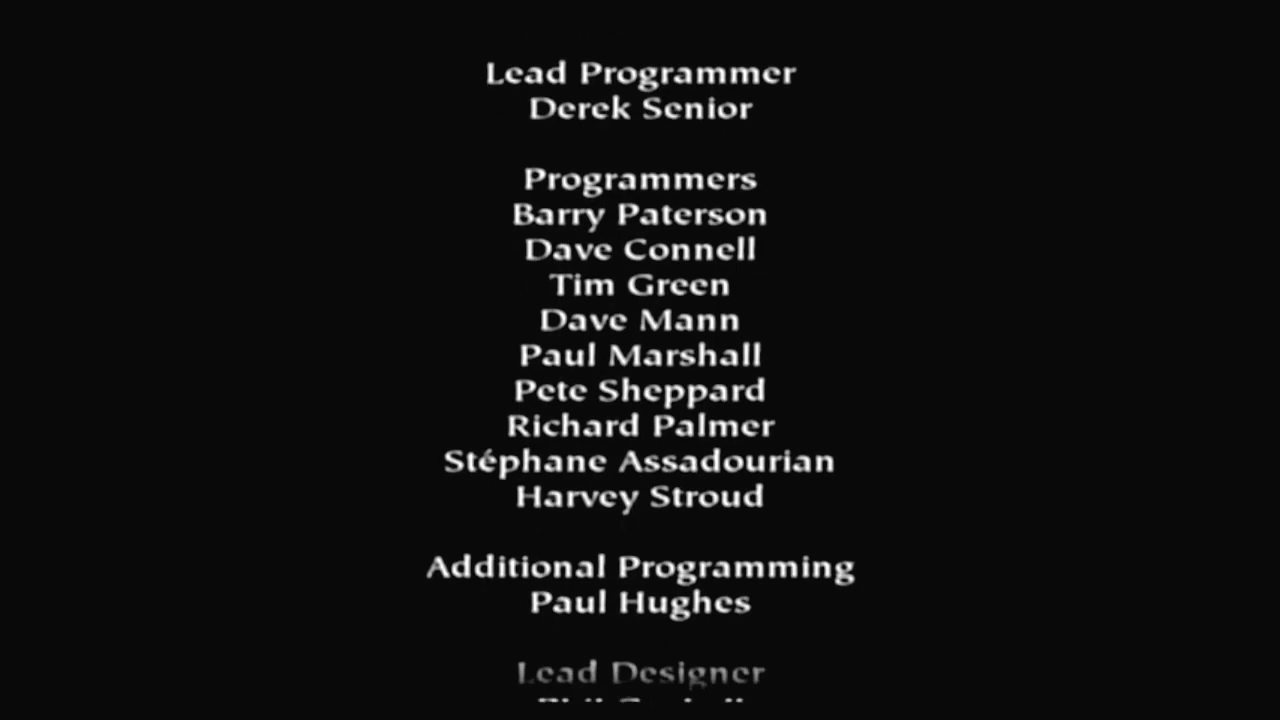 Lead Programmer
Derek Senior
Programmers
Barry Paterson
Dave Connell
Tim Green
Dave Mann
Paul Marshall
Pete Sheppard
Richard Palmer
Stéphane Assadourian
Harvey Stroud
Additional Programming
Paul Hughes
Lead Designer